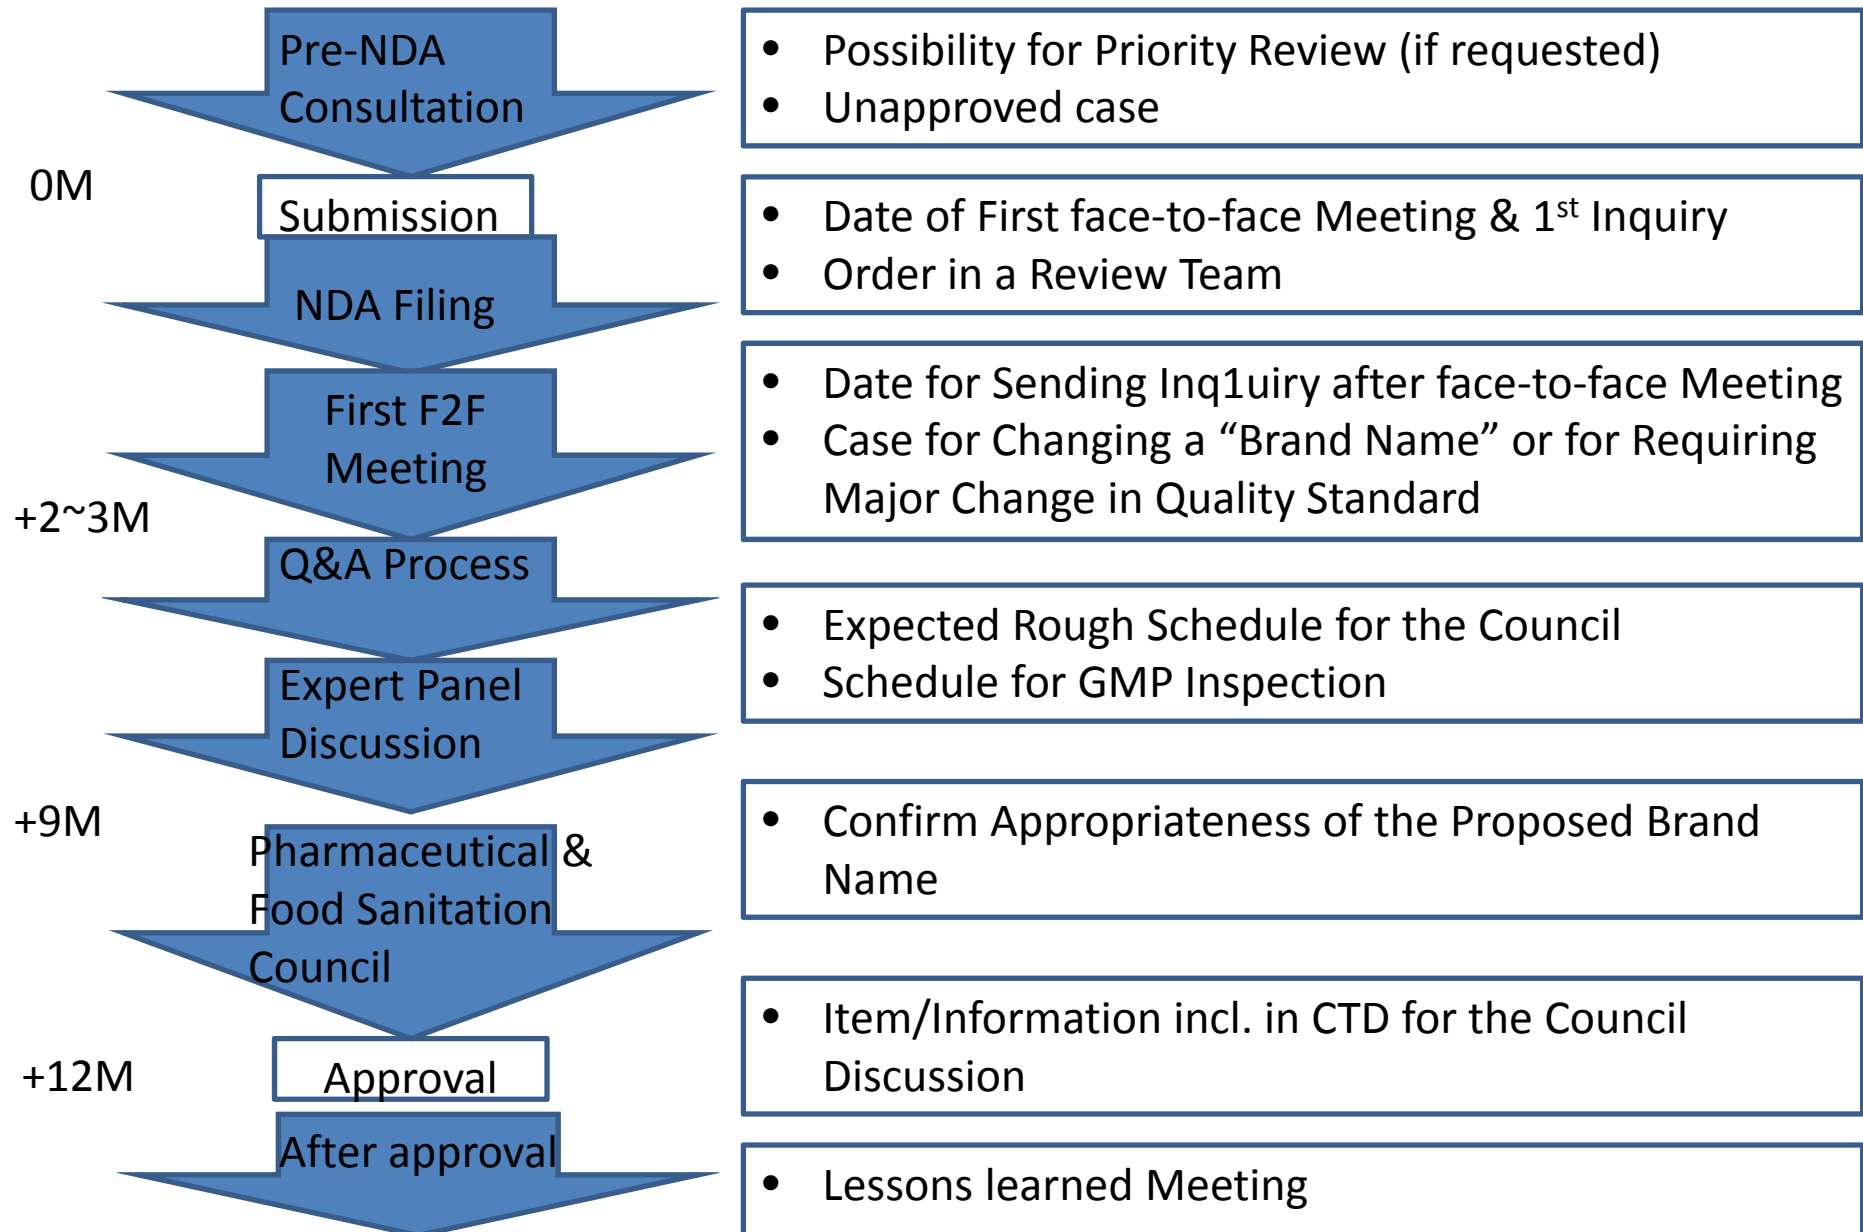 Pre-NDA
Consultation
• Possibility for Priority Review (if requested)
• Unapproved case
0M
Submission
• Date of First face-to-face Meeting & 1st Inquiry
• Order in a Review Team
NDA Filing
First F2F
Meeting
• Date for Sending Inq1uiry after face-to-face Meeting
• Case for Changing a “Brand Name” or for Requiring
Major Change in Quality Standard
+2~3M
Q&A Process
• Expected Rough Schedule for the Council
• Schedule for GMP Inspection
Expert Panel
Discussion
+9M
Pharmaceutical &
Food Sanitation
Council
• Confirm Appropriateness of the Proposed Brand
Name
• Item/Information incl. in CTD for the Council
Discussion
+12M
Approval
After approval
• Lessons learned Meeting